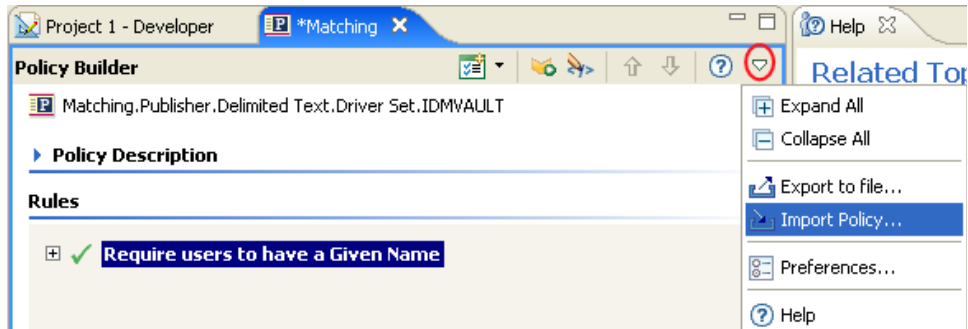 Project 1 - Developer
*Matching
Help
Policy Builder
Related Top
Matching.Publisher.Delimited Text.Driver Set.IDMVAULT
Expand All
Collapse All
Policy Description
Export to file...
Rules
Import Policy...
Require users to have a Given Name
Preferences...
Help